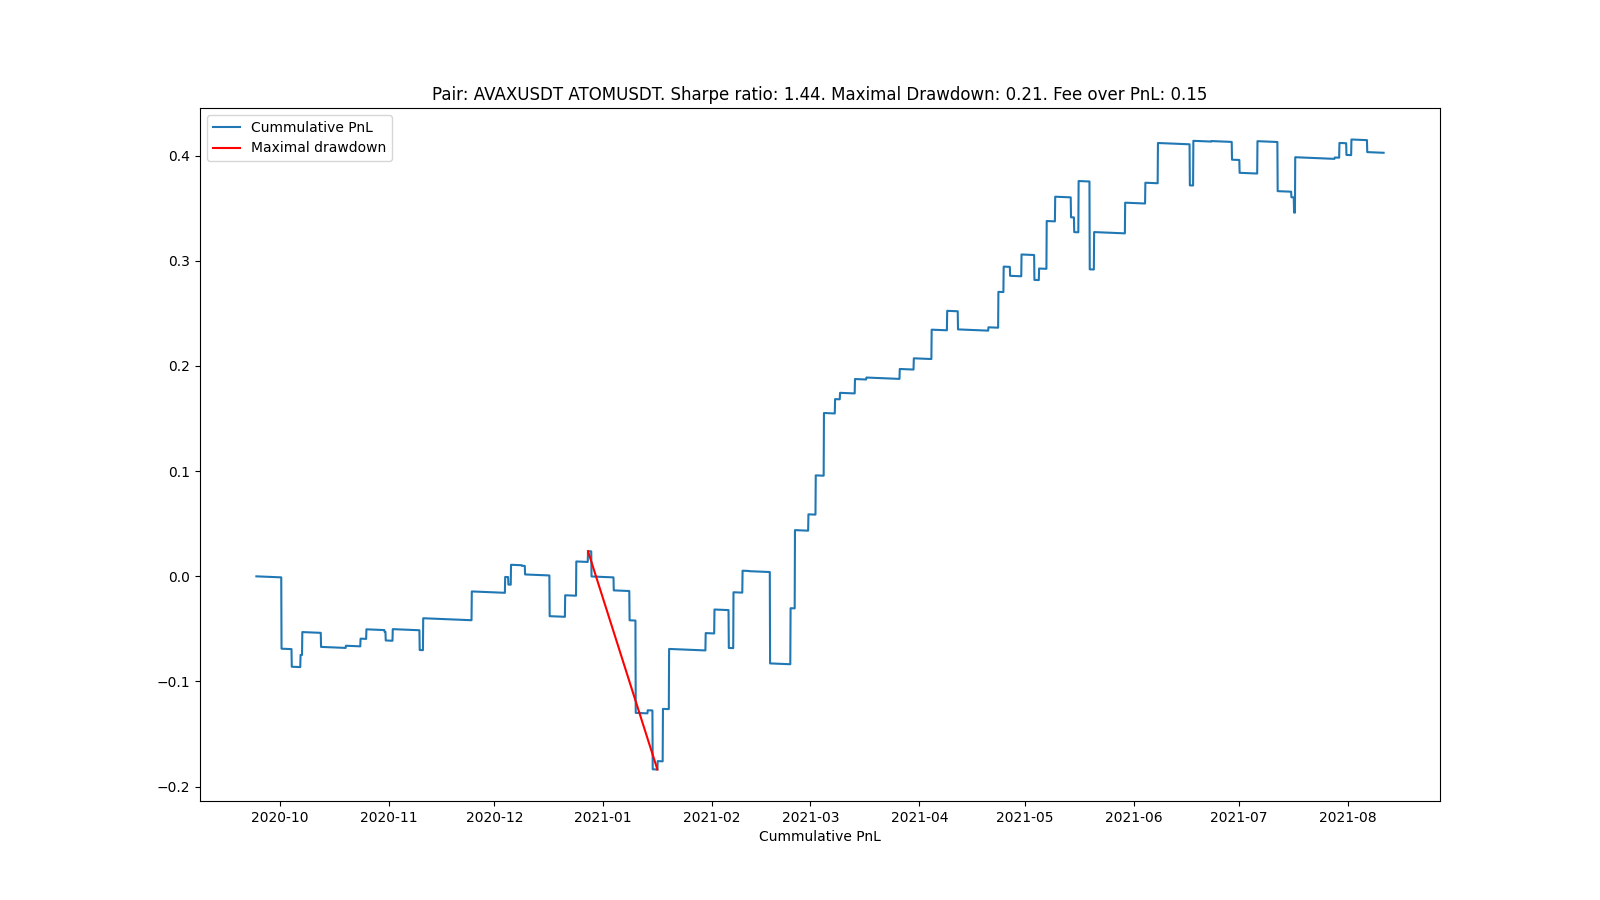 Pair: AVAXUSDT ATOMUSDT. Sharpe ratio: 1.44. Maximal Drawdown: 0.21. Fee over PnL: 0.15
Cummulative PnL
Maximal drawdown
0.4
0.3
0.2
0.1
0.0
−0.1
−0.2
2020-10 2020-11 2020-12 2021-01 2021-02 2021-03 2021-04 2021-05 2021-06 2021-07 2021-08
Cummulative PnL